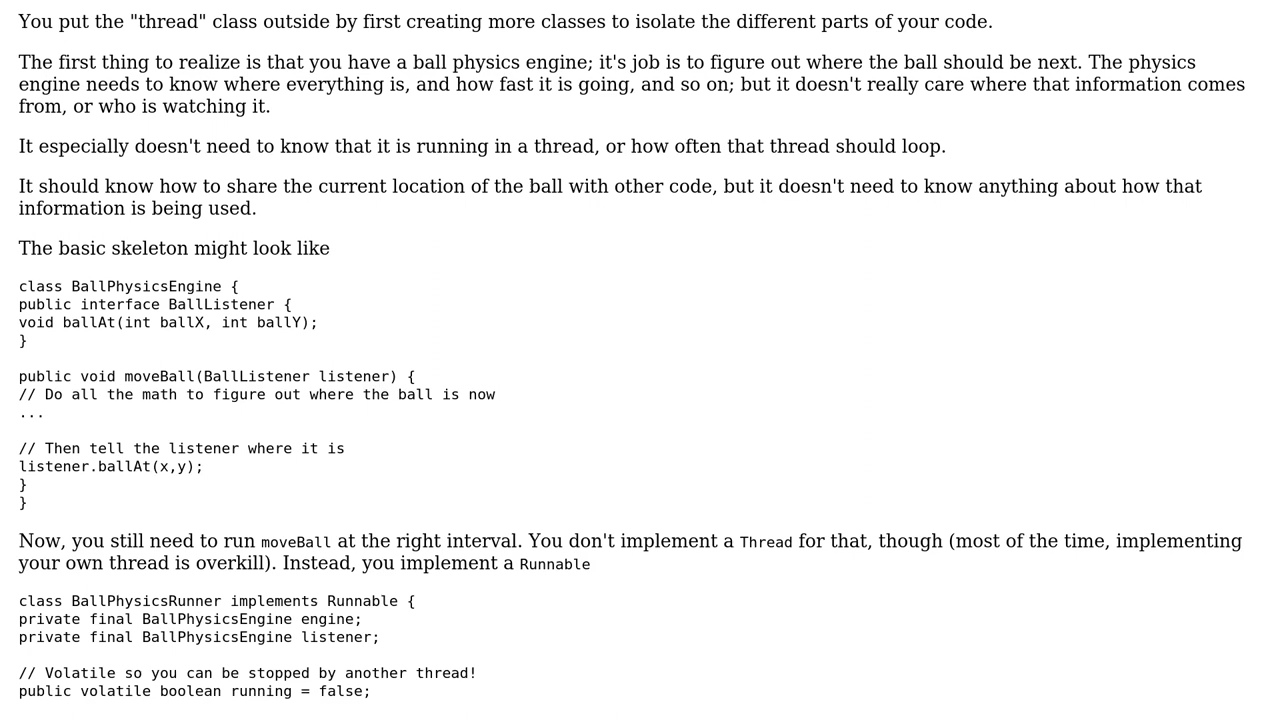 You put the "thread" class outside by first creating more classes to isolate the different parts of your code.
The first thing to realize is that you have a ball physics engine; it's job is to figure out where the ball should be next. The physics
engine needs to know where everything is, and how fast it is going, and so on; but it doesn't really care where that information comes
from, or who is watching it.
It especially doesn't need to know that it is running in a thread, or how often that thread should loop.
It should know how to share the current location of the ball with other code, but it doesn't need to know anything about how that
information is being used.
The basic skeleton might look like
class BallPhysicsEngine {
public interface BallListener {
void ballAt(int ballX, int ballY);
}
public void moveBall(BallListener listener) {
// Do all the math to figure out where the ball is now
...
// Then tell the listener where it is
listener.ballAt(x,y);
}
}
Now, you still need to run moveBall at the right interval. You don't implement a Thread for that, though (most of the time, implementing
your own thread is overkill). Instead, you implement a Runnable
class BallPhysicsRunner implements Runnable {
private final BallPhysicsEngine engine;
private final BallPhysicsEngine listener;
// Volatile so you can be stopped by another thread!
public volatile boolean running = false;